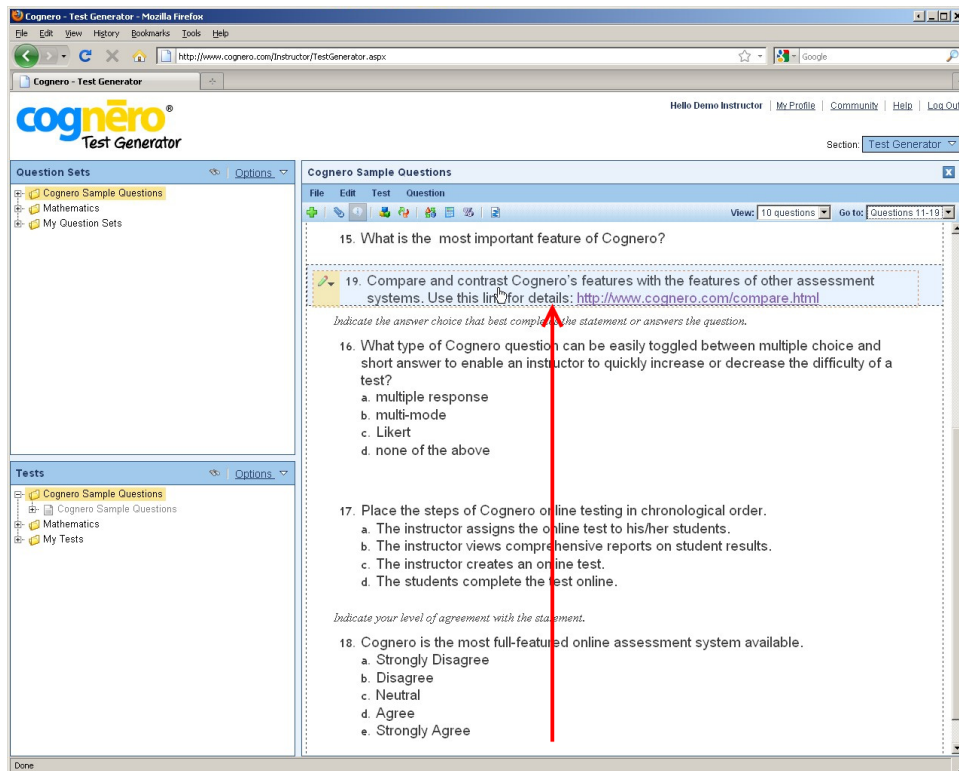 Cognero - Test Generator - Mozilla Firefox
File Edit View History Bookmarks Tools Help
http://www.cognero.com/Instructor/TestGenerator.aspx
Google
Cognero - Test Generator
cognēro®
Test Generator
Hello Demo Instructor | My Profile | Community | Help | Log Out
Section: Test Generator
Question Sets
Options
Cognero Sample Questions
Mathematics
My Question Sets
Tests
Options
Cognero Sample Questions
Cognero Sample Questions
Mathematics
My Tests
Cognero Sample Questions
File Edit Test Question
View: 10 questions Go to: Questions 11-19
15. What is the most important feature of Cognero?
19. Compare and contrast Cognero's features with the features of other assessment
systems. Use this link for details: http://www.cognero.com/compare.html
Indicate the answer choice that best completes the statement or answers the question.
16. What type of Cognero question can be easily toggled between multiple choice and
short answer to enable an instructor to quickly increase or decrease the difficulty of a
test?
a. multiple response
b. multi-mode
c. Likert
d. none of the above
17. Place the steps of Cognero online testing in chronological order.
a. The instructor assigns the online test to his/her students.
b. The instructor views comprehensive reports on student results.
c. The instructor creates an online test.
d. The students complete the test online.
Indicate your level of agreement with the statement.
18. Cognero is the most full-featured online assessment system available.
a. Strongly Disagree
b. Disagree
c. Neutral
d. Agree
e. Strongly Agree
Done